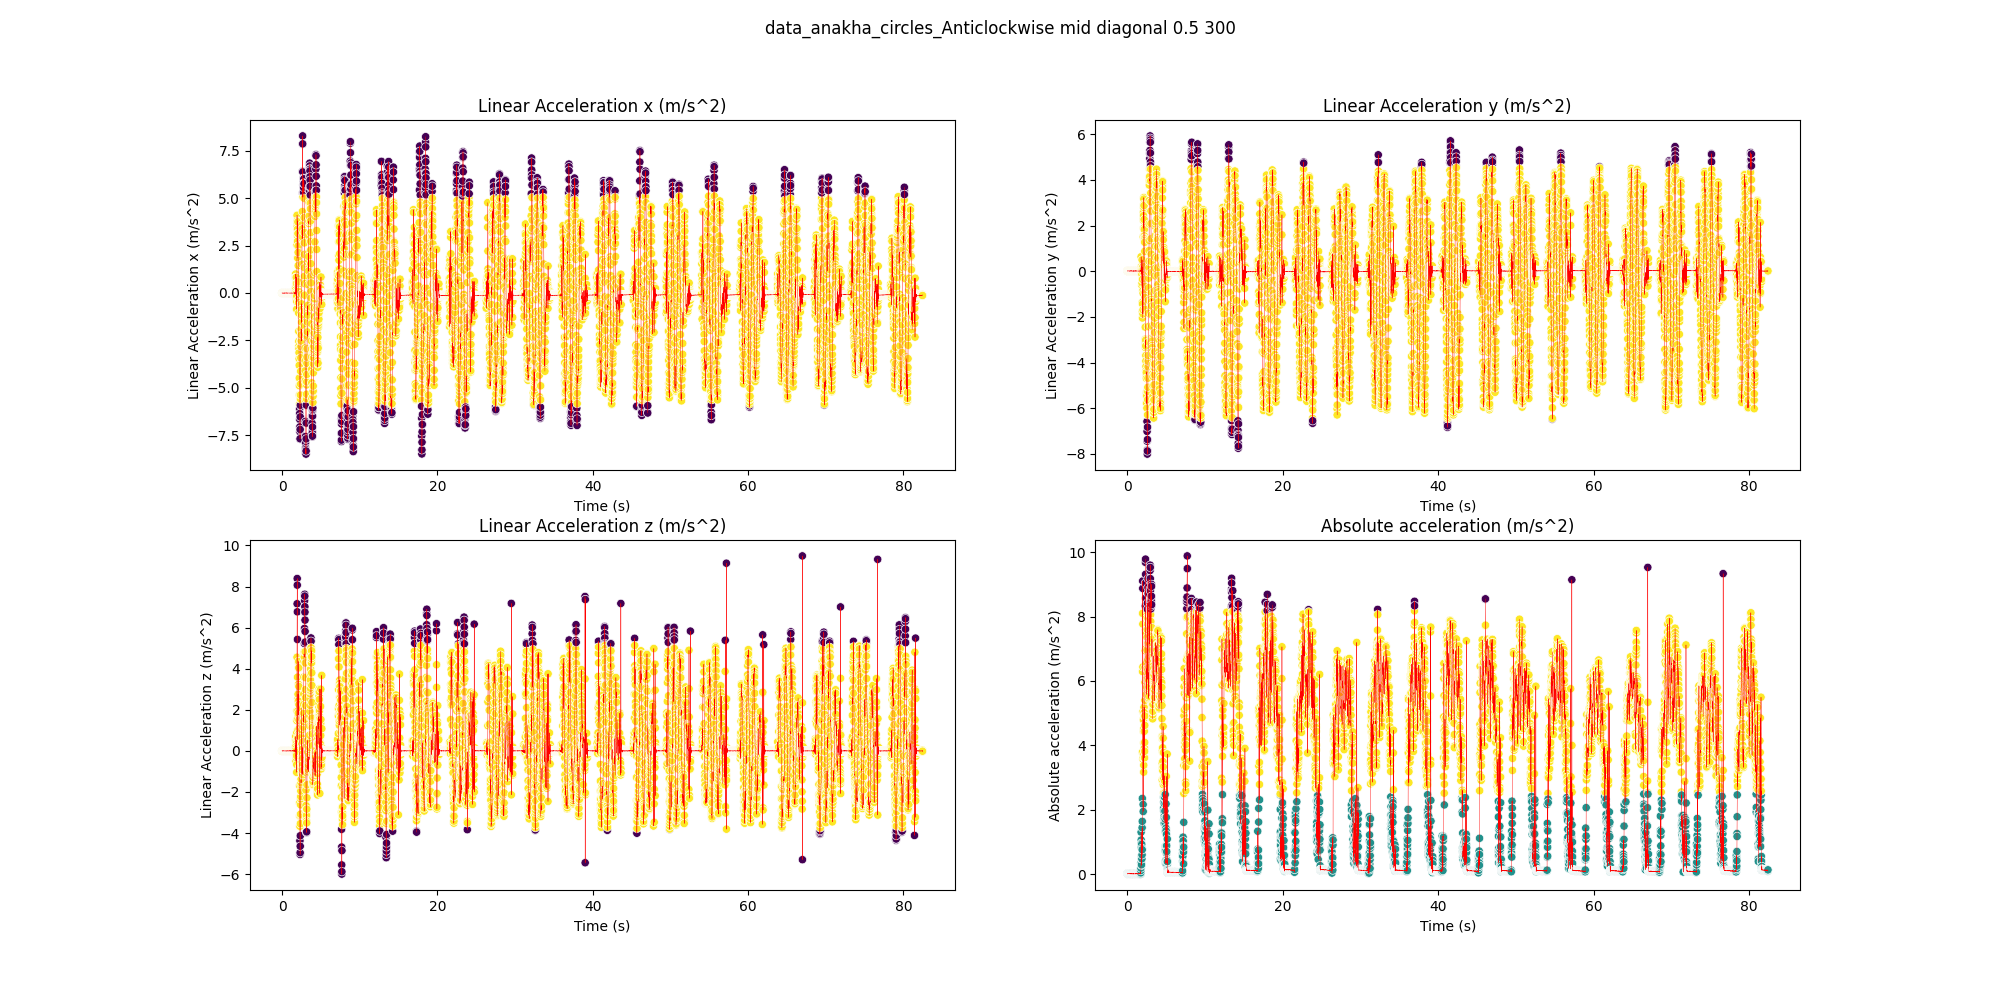 data_anakha_circles_Anticlockwise mid diagonal 0.5 300
Linear Acceleration x (m/s^2)
Linear Acceleration x (m/s^2)
7.5
5.0
2.5
0.0
−2.5
−5.0
−7.5
0 20 40 60 80
Time (s)
Linear Acceleration y (m/s^2)
Linear Acceleration y (m/s^2)
6
4
2
0
−2
−4
−6
−8
0 20 40 60 80
Time (s)
Linear Acceleration z (m/s^2)
Linear Acceleration z (m/s^2)
10
8
6
4
2
0
−2
−4
−6
0 20 40 60 80
Time (s)
Absolute acceleration (m/s^2)
Absolute acceleration (m/s^2)
10
8
6
4
2
0
0 20 40 60 80
Time (s)